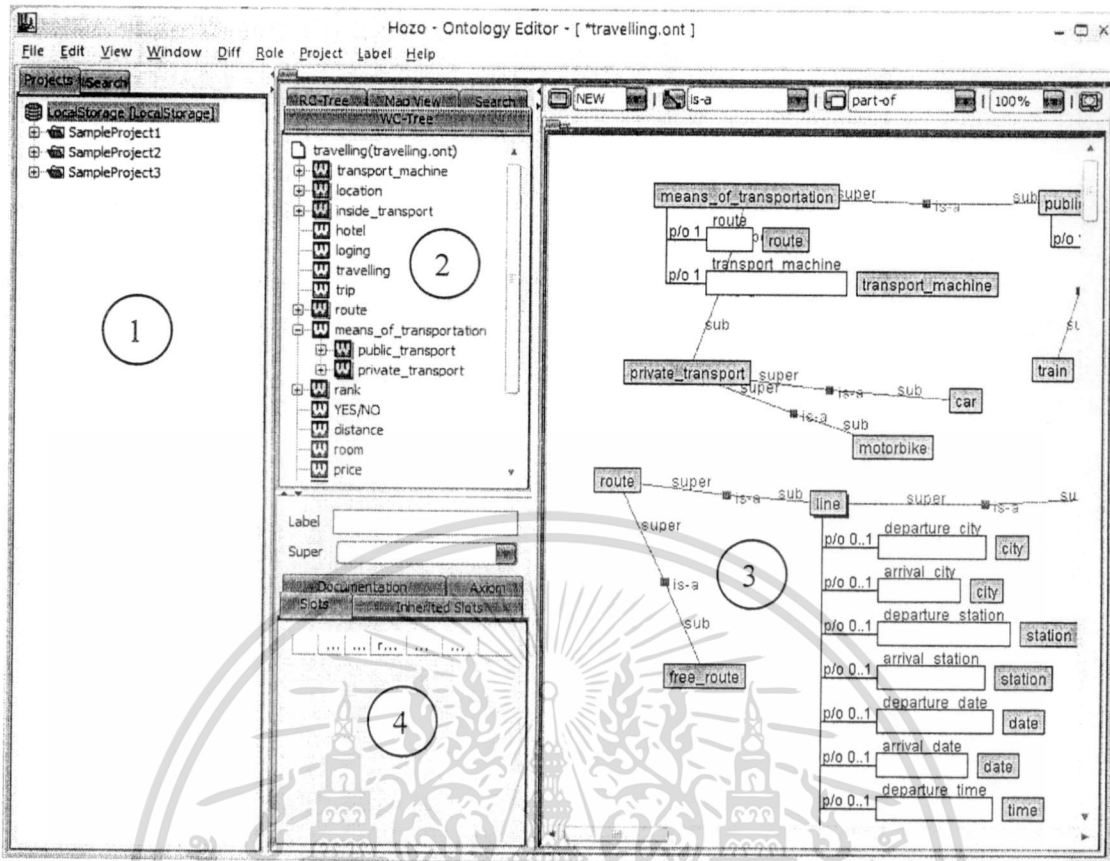 Hozo - Ontology Editor - [ *travelling.ont ]
File Edit View Window Diff Role Project Label Help
Projects Search
LocalStorage [LocalStorage]
SampleProject1
SampleProject2
SampleProject3
1
RC-Tree Map View Search
WC-Tree
travelling(travelling.ont)
transport_machine
location
inside_transport
hotel
loging
travelling
trip
route
means_of_transportation
public_transport
private_transport
rank
YES/NO
distance
room
price
2
Label
Super
Documentation Axiom
Slots Inherited Slots
... ... r... ... ...
4
NEW is-a part-of 100%
means_of_transportation super is-a sub
p/o 1 route route
p/o 1 transport_machine transport_machine
sub
private_transport super is-a sub car
super is-a sub motorbike
train
route super is-a sub line super is-a
super is-a sub free_route
3
p/o 0..1 departure_city city
p/o 0..1 arrival_city city
p/o 0..1 departure_station station
p/o 0..1 arrival_station station
p/o 0..1 departure_date date
p/o 0..1 arrival_date date
p/o 0..1 departure_time time